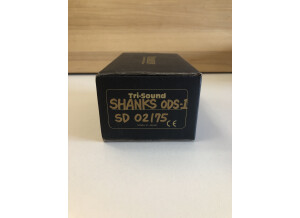 Tri-Sound
SHANKS ODS-1
SD 02/75 CE